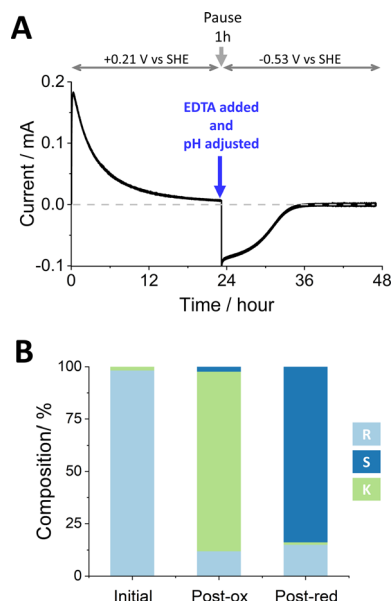 A
Pause
1h
+0.21 V vs SHE
-0.53 V vs SHE
EDTA added
and
pH adjusted
Current / mA
0.2
0.1
0.0
-0.1
0
12
24
36
48
Time / hour
B
Composition/ %
100
75
50
25
0
Initial
Post-ox
Post-red
R
S
K